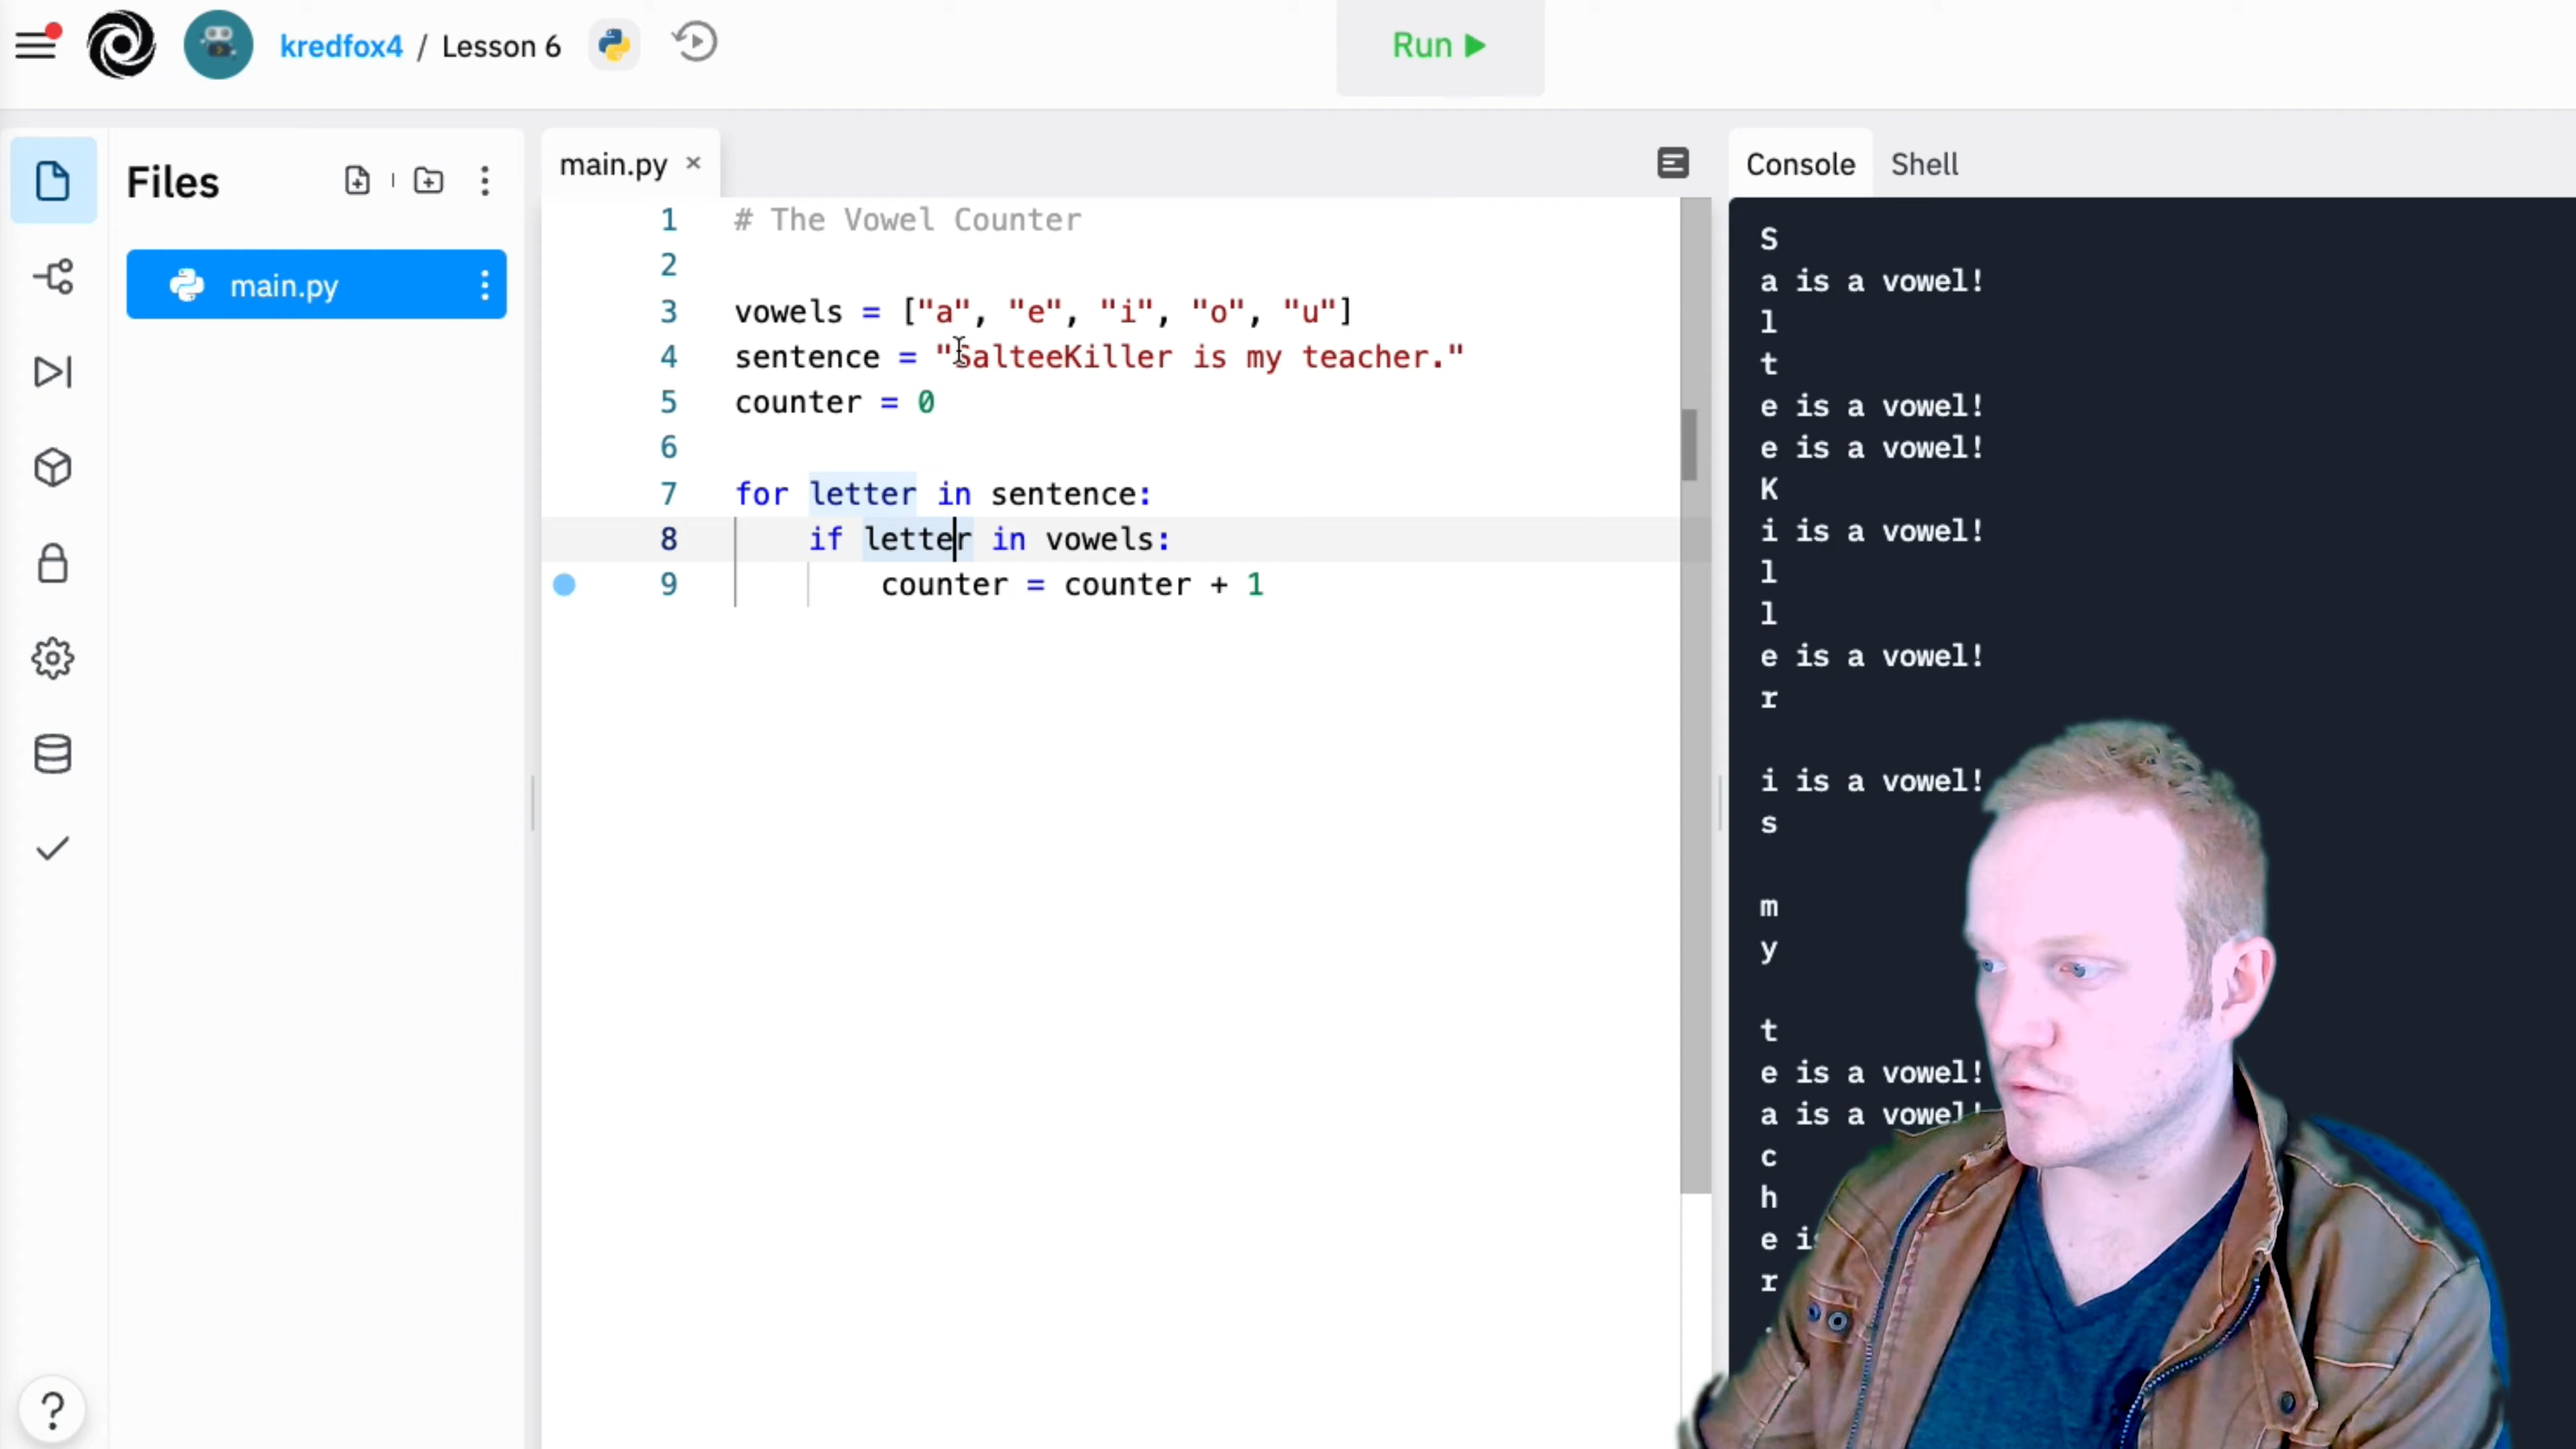 kredfox4 / Lesson 6
Run
Files
main.py
main.py ×
1 # The Vowel Counter
2
3 vowels = ["a", "e", "i", "o", "u"]
4 sentence = "SalteeKiller is my teacher."
5 counter = 0
6
7 for letter in sentence:
8 if letter in vowels:
9 counter = counter + 1
Console Shell
S
a is a vowel!
l
t
e is a vowel!
e is a vowel!
K
i is a vowel!
l
l
e is a vowel!
r
i is a vowel!
s
m
y
t
e is a vowel!
a is a vowel!
c
h
e is
r
.
?